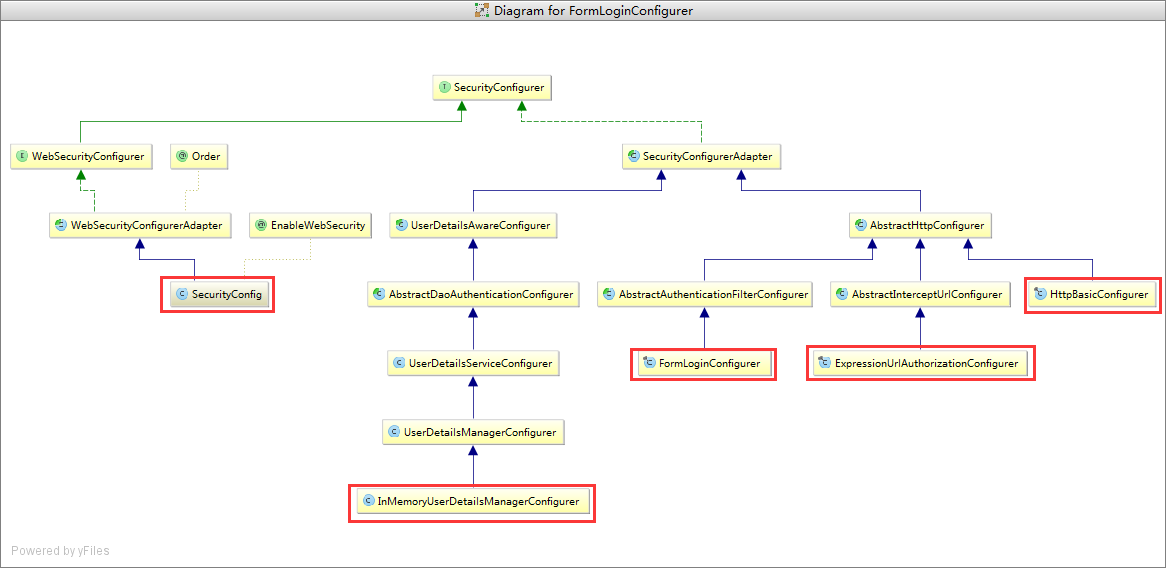 Diagram for FormLoginConfigurer
SecurityConfigurer
WebSecurityConfigurer
Order
SecurityConfigurerAdapter
WebSecurityConfigurerAdapter
EnableWebSecurity
UserDetailsAwareConfigurer
AbstractHttpConfigurer
SecurityConfig
AbstractDaoAuthenticationConfigurer
AbstractAuthenticationFilterConfigurer
AbstractInterceptUrlConfigurer
HttpBasicConfigurer
UserDetailsServiceConfigurer
FormLoginConfigurer
ExpressionUrlAuthorizationConfigurer
UserDetailsManagerConfigurer
InMemoryUserDetailsManagerConfigurer
Powered by yFiles